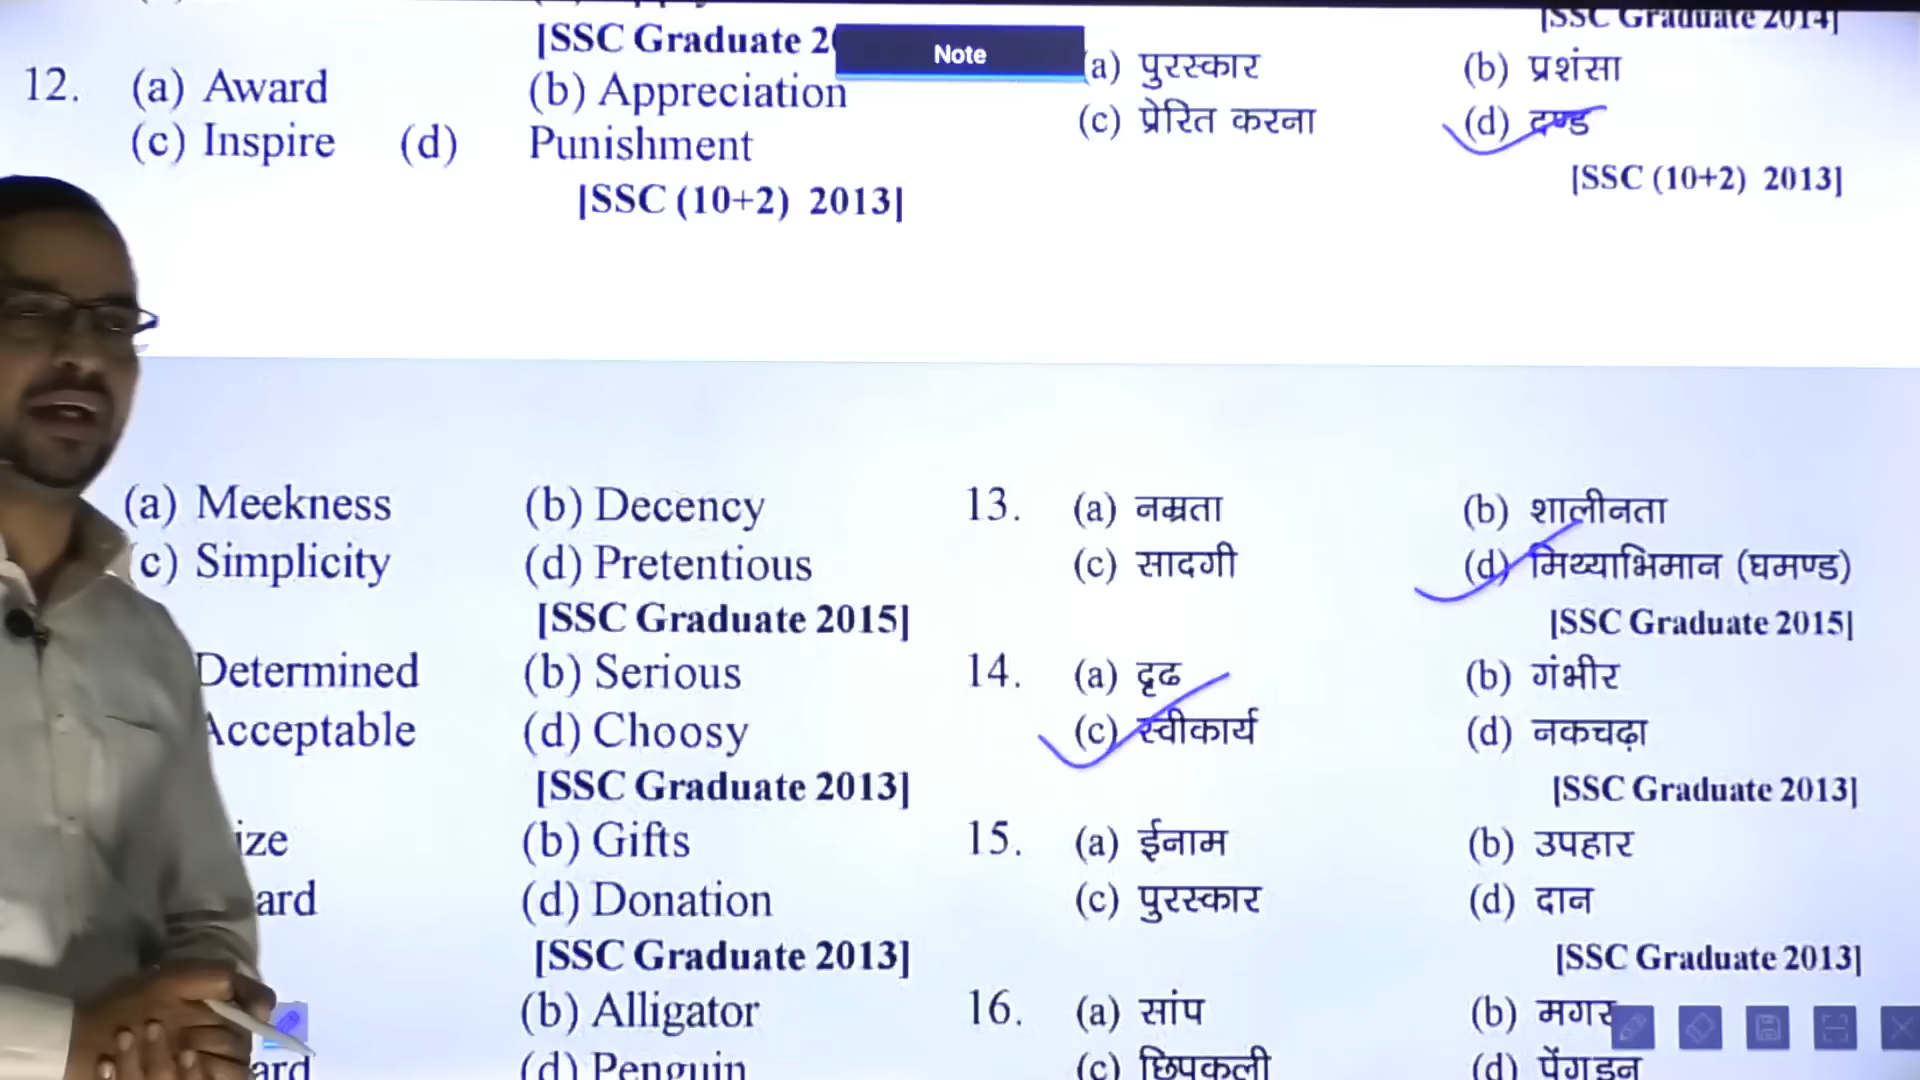 [SSC Graduate 2
Note
[SSC Graduate 2014]
12. (a) Award (b) Appreciation
(c) Inspire (d) Punishment
[SSC (10+2) 2013]
(a) पुरस्कार (b) प्रशंसा
(c) प्रेरित करना (d) दण्ड
[SSC (10+2) 2013]
(a) Meekness (b) Decency
(c) Simplicity (d) Pretentious
[SSC Graduate 2015]
13. (a) नम्रता (b) शालीनता
(c) सादगी (d) मिथ्याभिमान (घमण्ड)
[SSC Graduate 2015]
Determined (b) Serious
Acceptable (d) Choosy
[SSC Graduate 2013]
14. (a) दृढ (b) गंभीर
(c) स्वीकार्य (d) नकचढ़ा
[SSC Graduate 2013]
ize (b) Gifts
ard (d) Donation
[SSC Graduate 2013]
15. (a) ईनाम (b) उपहार
(c) पुरस्कार (d) दान
[SSC Graduate 2013]
(b) Alligator
ard (d) Penguin
16. (a) सांप (b) मगर
(c) छिपकली (d) पेंगुइन